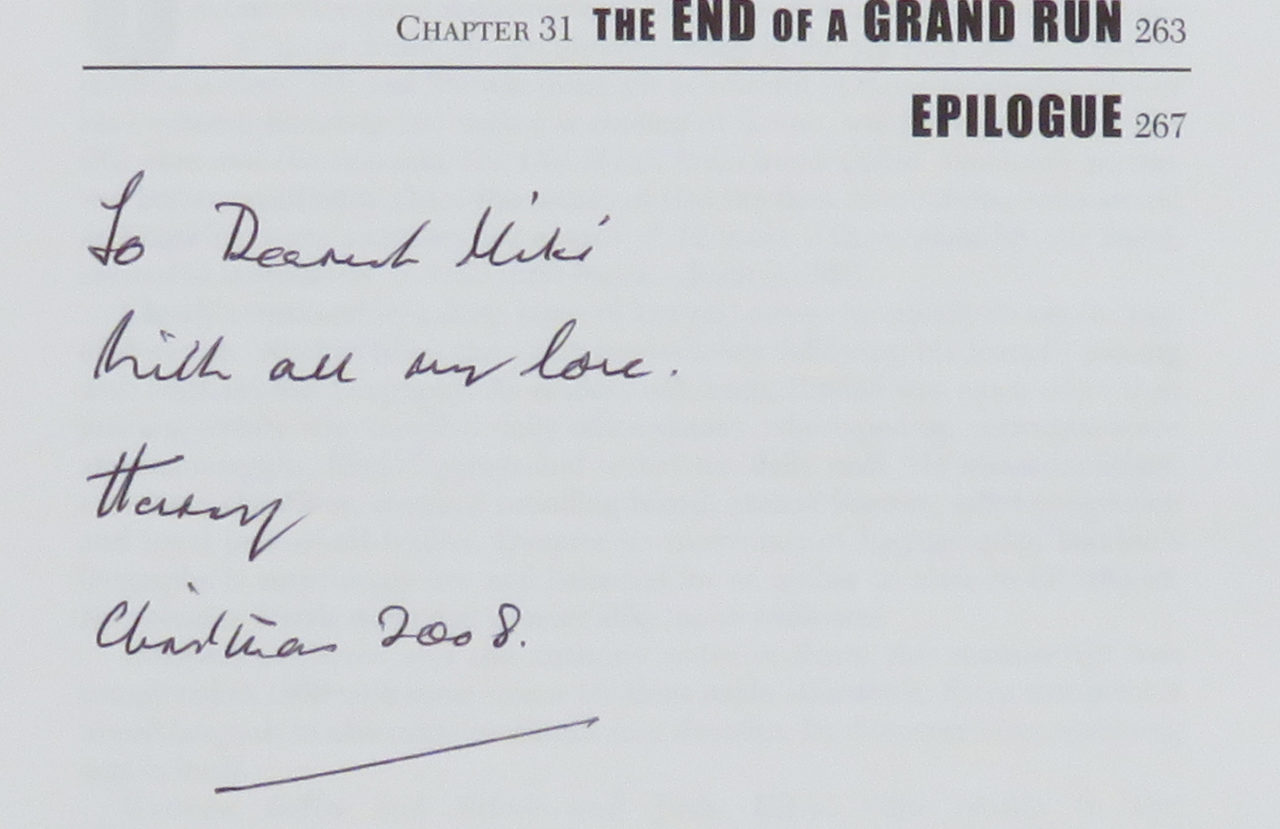 CHAPTER 31 THE END OF A GRAND RUN 263
EPILOGUE 267
To Dearest Miki
With all my love.
Harry
Christmas 2008.